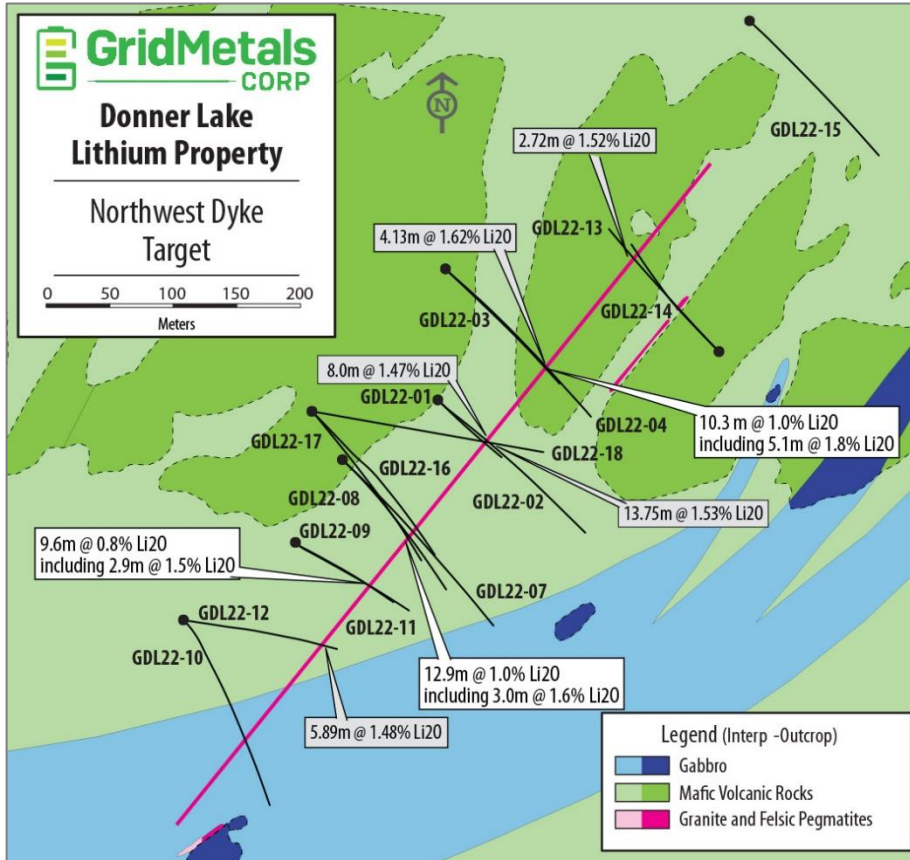 GridMetals
CORP
Donner Lake
Lithium Property
Northwest Dyke
Target
0 50 100 150 200
Meters
N
GDL22-15
2.72m @ 1.52% Li20
GDL22-13
4.13m @ 1.62% Li20
GDL22-03
GDL22-14
8.0m @ 1.47% Li20
GDL22-01
GDL22-04
10.3 m @ 1.0% Li20
including 5.1m @ 1.8% Li20
GDL22-17
GDL22-18
GDL22-16
GDL22-08
GDL22-02
13.75m @ 1.53% Li20
GDL22-09
9.6m @ 0.8% Li20
including 2.9m @ 1.5% Li20
GDL22-07
GDL22-12
GDL22-11
GDL22-10
12.9m @ 1.0% Li20
including 3.0m @ 1.6% Li20
5.89m @ 1.48% Li20
Legend (Interp -Outcrop)
Gabbro
Mafic Volcanic Rocks
Granite and Felsic Pegmatites